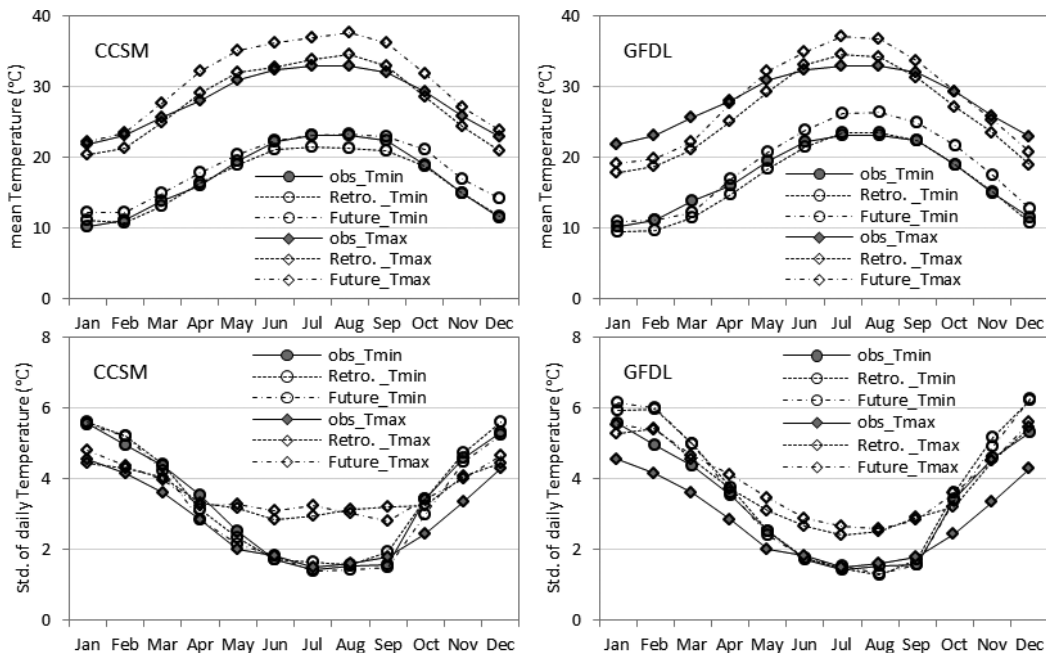 CCSM
mean Temperature (°C)
40
30
20
10
0
obs_Tmin
Retro. _Tmin
Future_Tmin
obs_Tmax
Retro. _Tmax
Future_Tmax
Jan Feb Mar Apr May Jun Jul Aug Sep Oct Nov Dec
GFDL
mean Temperature (°C)
40
30
20
10
0
obs_Tmin
Retro. _Tmin
Future_Tmin
obs_Tmax
Retro. _Tmax
Future_Tmax
Jan Feb Mar Apr May Jun Jul Aug Sep Oct Nov Dec
CCSM
Std. of daily Temperature (°C)
8
6
4
2
0
obs_Tmin
Retro. _Tmin
Future_Tmin
obs_Tmax
Retro. _Tmax
Future_Tmax
Jan Feb Mar Apr May Jun Jul Aug Sep Oct Nov Dec
GFDL
Std. of daily Temperature (°C)
8
6
4
2
0
obs_Tmin
Retro. _Tmin
Future_Tmin
obs_Tmax
Retro. _Tmax
Future_Tmax
Jan Feb Mar Apr May Jun Jul Aug Sep Oct Nov Dec